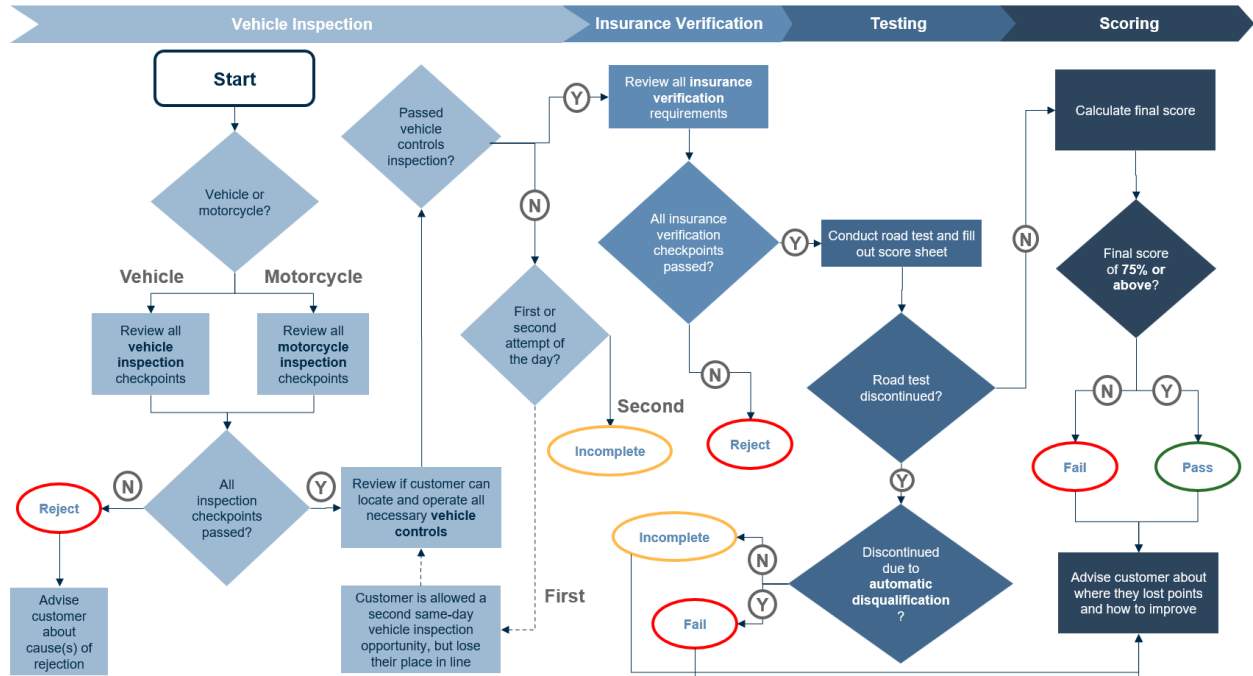 Vehicle Inspection
Insurance Verification
Testing
Scoring
Start
Vehicle or
motorcycle?
Vehicle
Motorcycle
Review all
vehicle
inspection
checkpoints
Review all
motorcycle
inspection
checkpoints
All
inspection
checkpoints
passed?
N
Reject
Advise
customer
about
cause(s) of
rejection
Y
Review if customer can
locate and operate all
necessary vehicle
controls
Passed
vehicle
controls
inspection?
Y
N
First or
second
attempt of
the day?
Second
Incomplete
First
Customer is allowed a
second same-day
vehicle inspection
opportunity, but lose
their place in line
Review all insurance
verification
requirements
All insurance
verification
checkpoints
passed?
N
Reject
Y
Conduct road test and fill
out score sheet
Road test
discontinued?
Y
Discontinued
due to
automatic
disqualification
?
N
Incomplete
Y
Fail
N
Calculate final score
Final score
of 75% or
above?
N
Fail
Y
Pass
Advise customer about
where they lost points
and how to improve